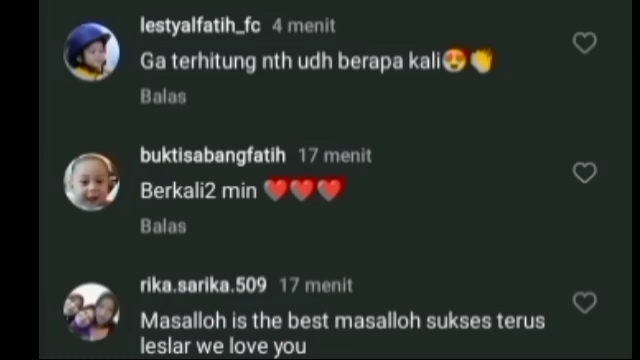 lestyalfatih_fc 4 menit
Ga terhitung nth udh berapa kali😍👏
Balas
buktisabangfatih 17 menit
Berkali2 min ❤️❤️❤️
Balas
rika.sarika.509 17 menit
Masalloh is the best masalloh sukses terus
leslar we love you